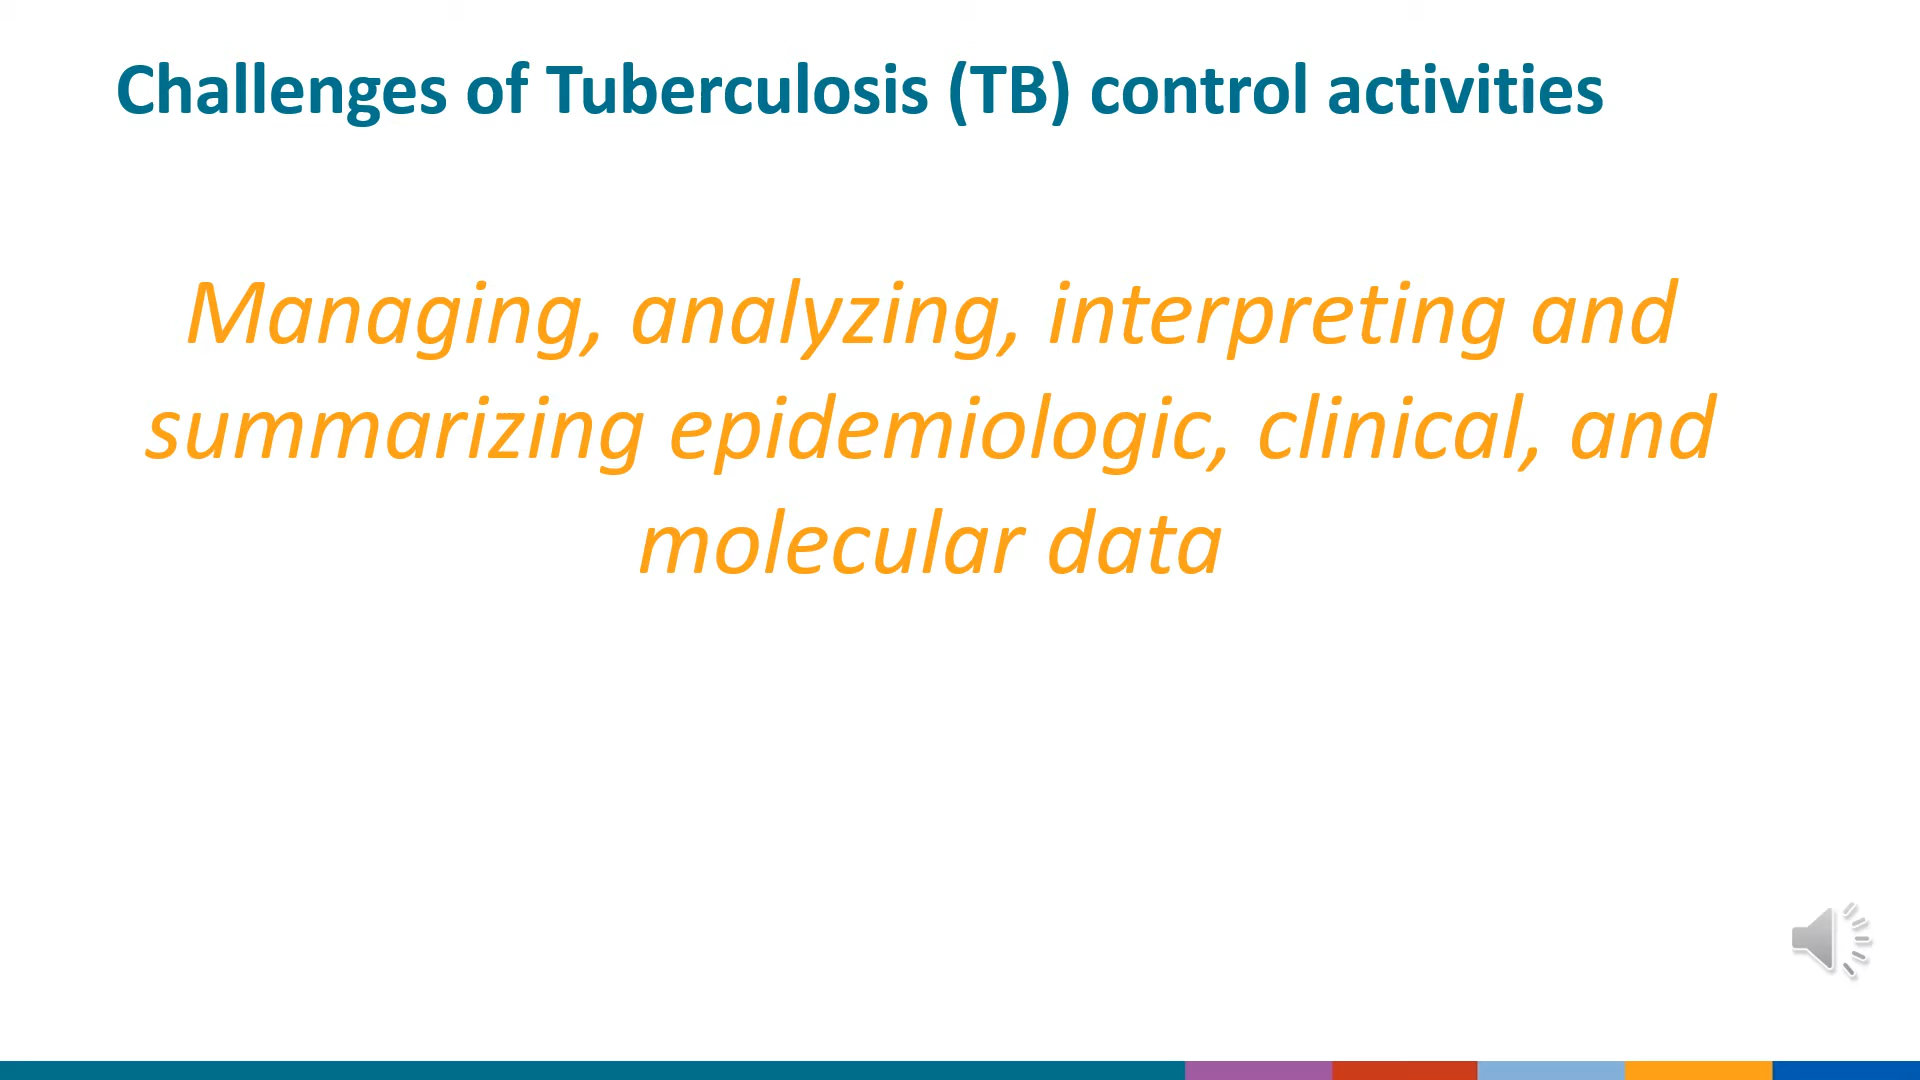 Challenges of Tuberculosis (TB) control activities
Managing, analyzing, interpreting and
summarizing epidemiologic, clinical, and
molecular data